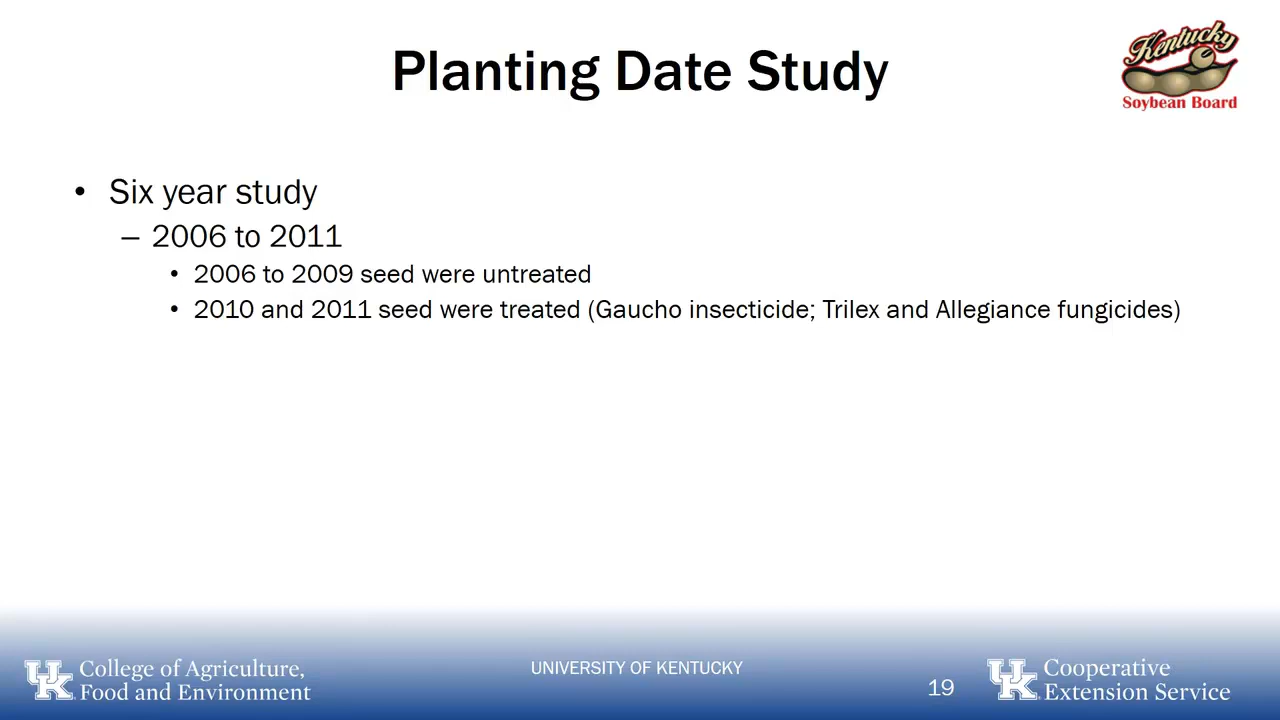 Planting Date Study
Kentucky
Soybean Board
• Six year study
– 2006 to 2011
• 2006 to 2009 seed were untreated
• 2010 and 2011 seed were treated (Gaucho insecticide; Trilex and Allegiance fungicides)
UK College of Agriculture,
Food and Environment
UNIVERSITY OF KENTUCKY
19
UK Cooperative
Extension Service